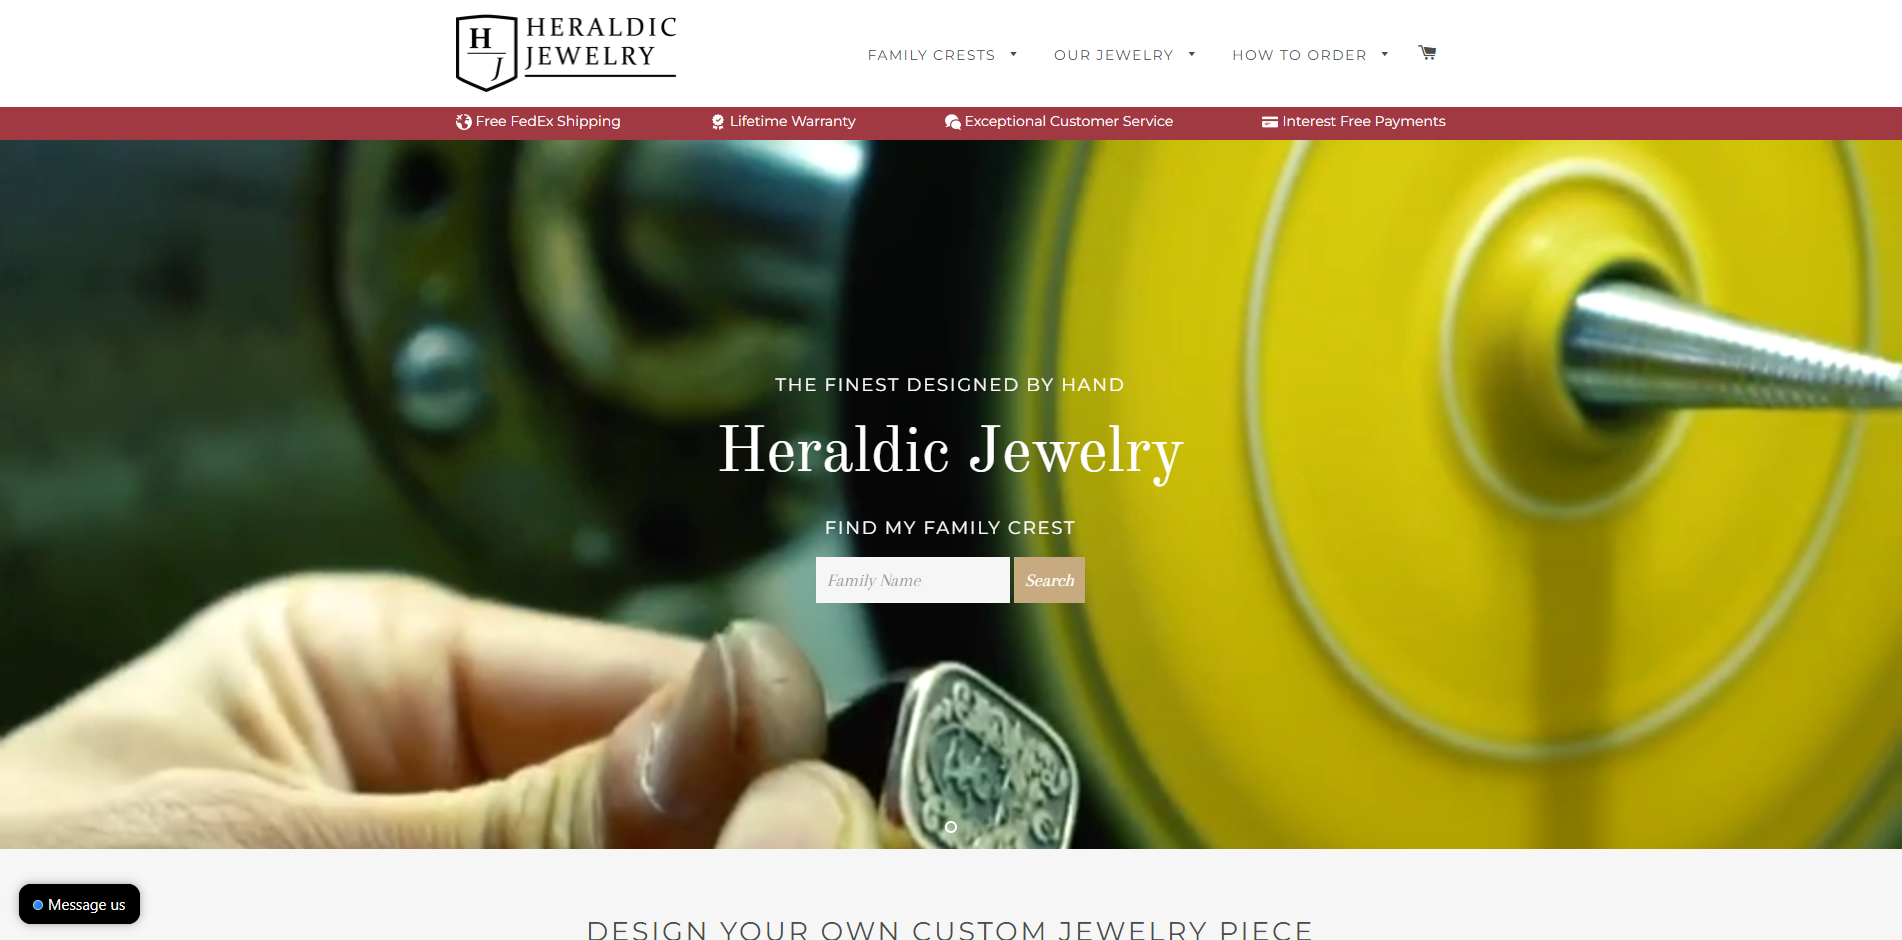 H
J
HERALDIC
JEWELRY
FAMILY CRESTS
OUR JEWELRY
HOW TO ORDER
Free FedEx Shipping
Lifetime Warranty
Exceptional Customer Service
Interest Free Payments
THE FINEST DESIGNED BY HAND
Heraldic Jewelry
FIND MY FAMILY CREST
Family Name
Search
Message us
DESIGN YOUR OWN CUSTOM JEWELRY PIECE